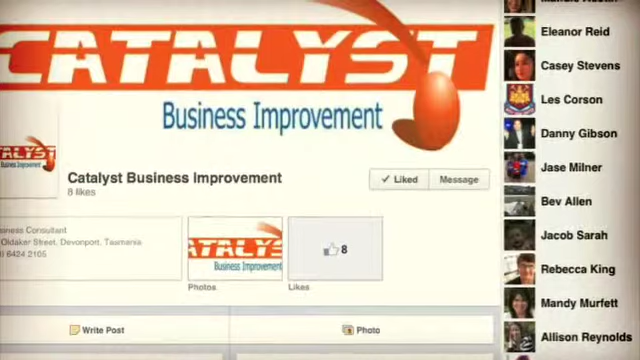 CATALYST
Business Improvement
Catalyst Business Improvement
8 likes
Liked
Message
Business Consultant
Oldaker Street, Devonport, Tasmania
6424 2105
8
Photos
Likes
Write Post
Photo
Eleanor Reid
Casey Stevens
Les Corson
Danny Gibson
Jase Milner
Bev Allen
Jacob Sarah
Rebecca King
Mandy Murfett
Allison Reynolds